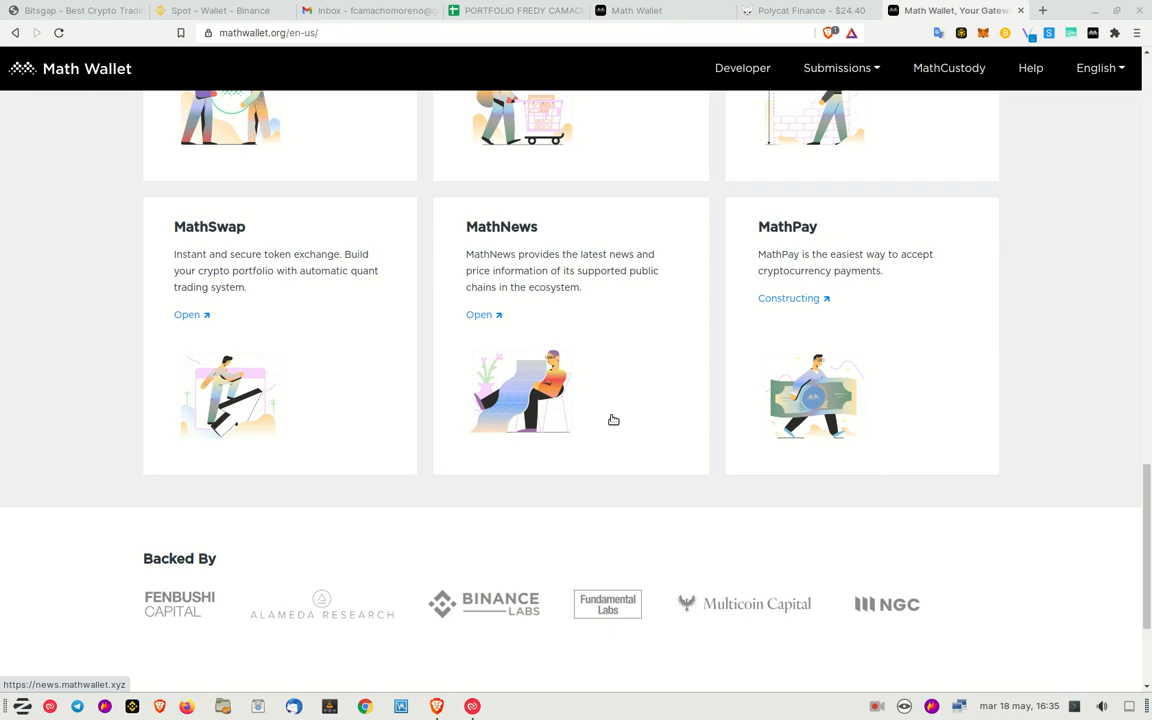 Bitsgap - Best Crypto Tradi
Spot - Wallet - Binance
Inbox - fcamachomoreno@g
PORTFOLIO FREDY CAMAC
Math Wallet
Polycat Finance - $24.40
Math Wallet, Your Gatew
mathwallet.org/en-us/
1
Math Wallet
Developer
Submissions
MathCustody
Help
English
MathSwap
Instant and secure token exchange. Build
your crypto portfolio with automatic quant
trading system.
Open
MathNews
MathNews provides the latest news and
price information of its supported public
chains in the ecosystem.
Open
MathPay
MathPay is the easiest way to accept
cryptocurrency payments.
Constructing
Backed By
FENBUSHI
CAPITAL
ALAMEDA RESEARCH
BINANCE
LABS
Fundamental
Labs
Multicoin Capital
NGC
https://news.mathwallet.xyz
mar 18 may, 16:35